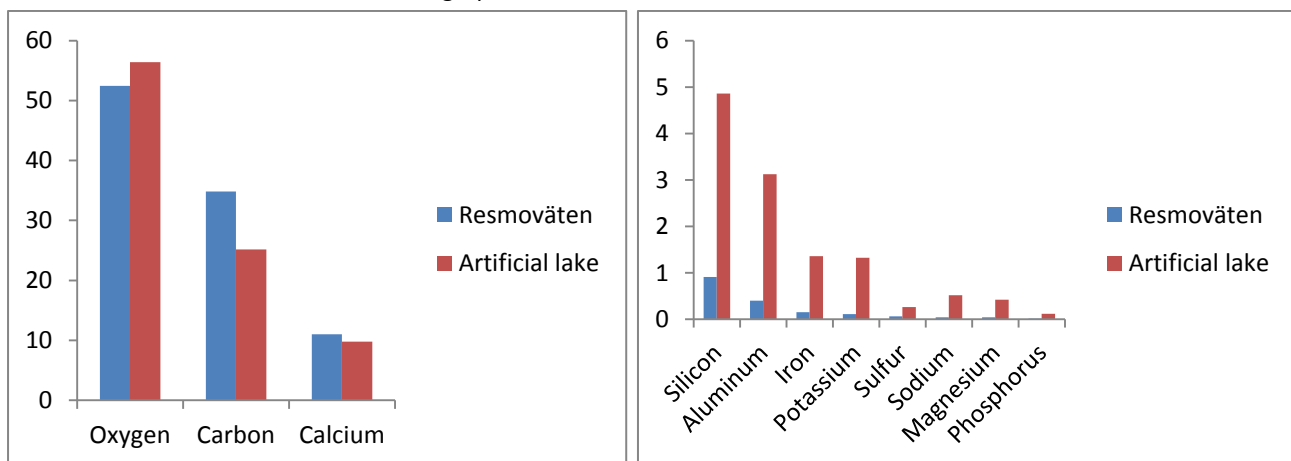 60
50
40
30
20
10
0
Oxygen Carbon Calcium
Resmoväten
Artificial lake
6
5
4
3
2
1
0
Silicon
Aluminum
Iron
Potassium
Sulfur
Sodium
Magnesium
Phosphorus
Resmoväten
Artificial lake